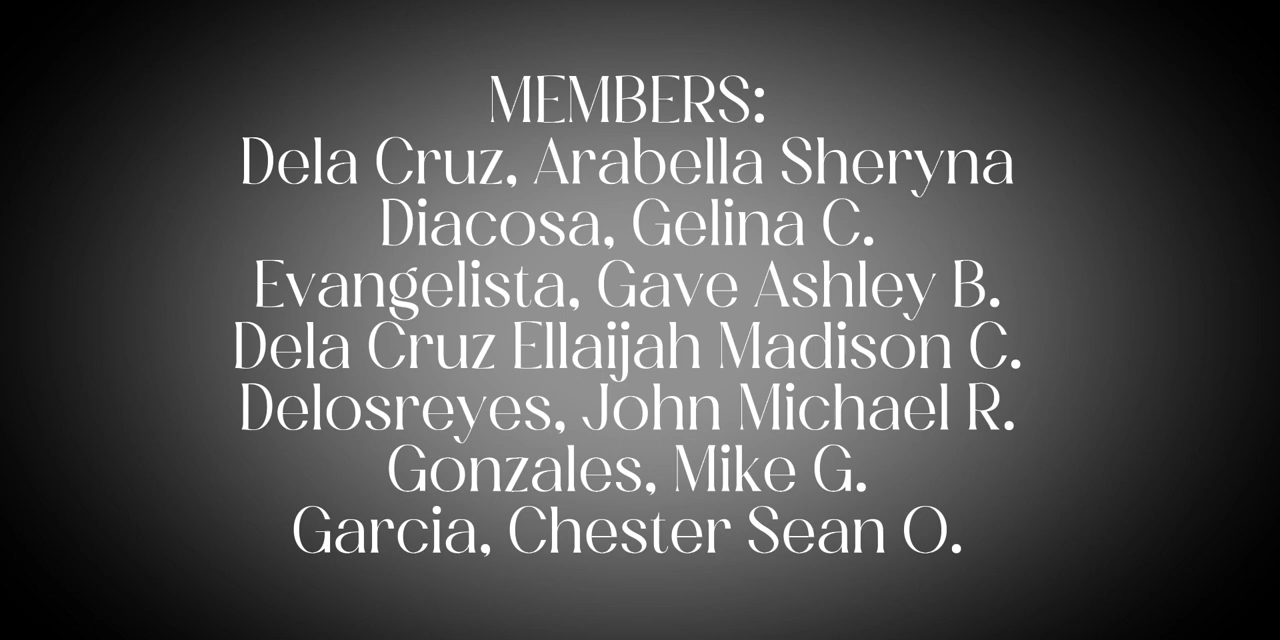 MEMBERS:
Dela Cruz, Arabella Sheryna
Diacosa, Gelina C.
Evangelista, Gave Ashley B.
Dela Cruz Ellaijah Madison C.
Delosreyes, John Michael R.
Gonzales, Mike G.
Garcia, Chester Sean O.